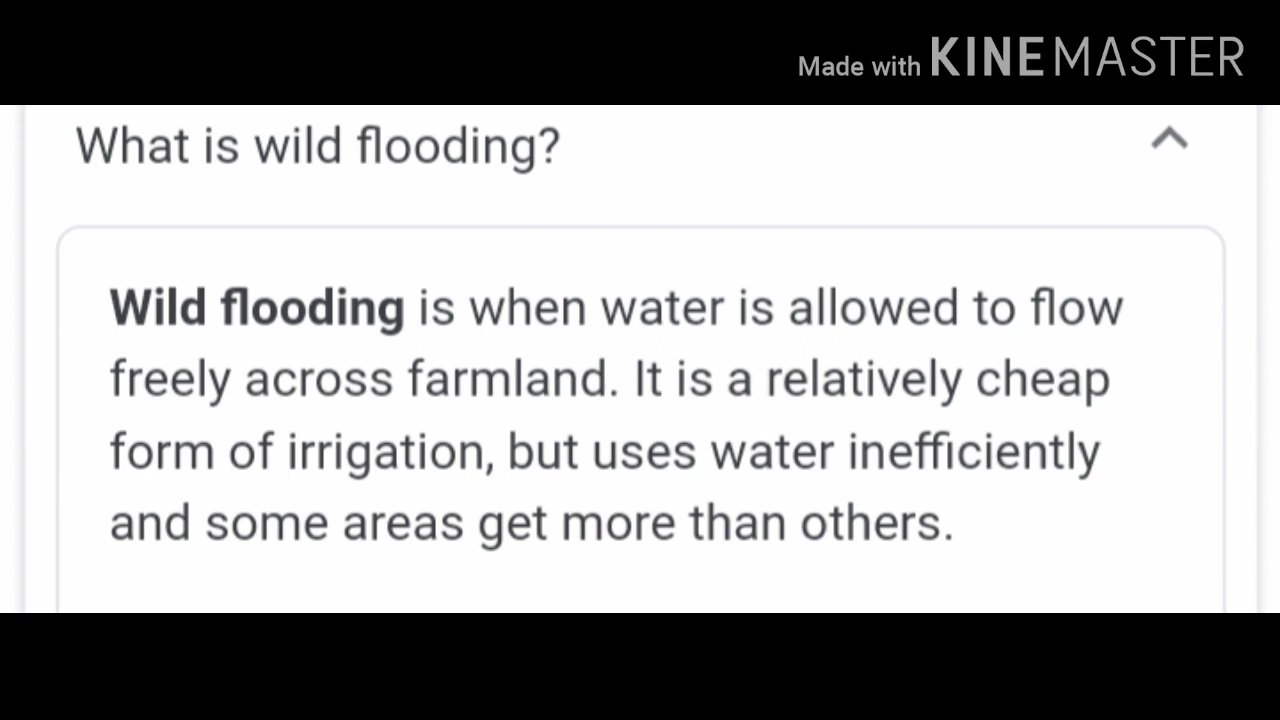 Made with KINEMASTER
What is wild flooding?
Wild flooding is when water is allowed to flow
freely across farmland. It is a relatively cheap
form of irrigation, but uses water inefficiently
and some areas get more than others.